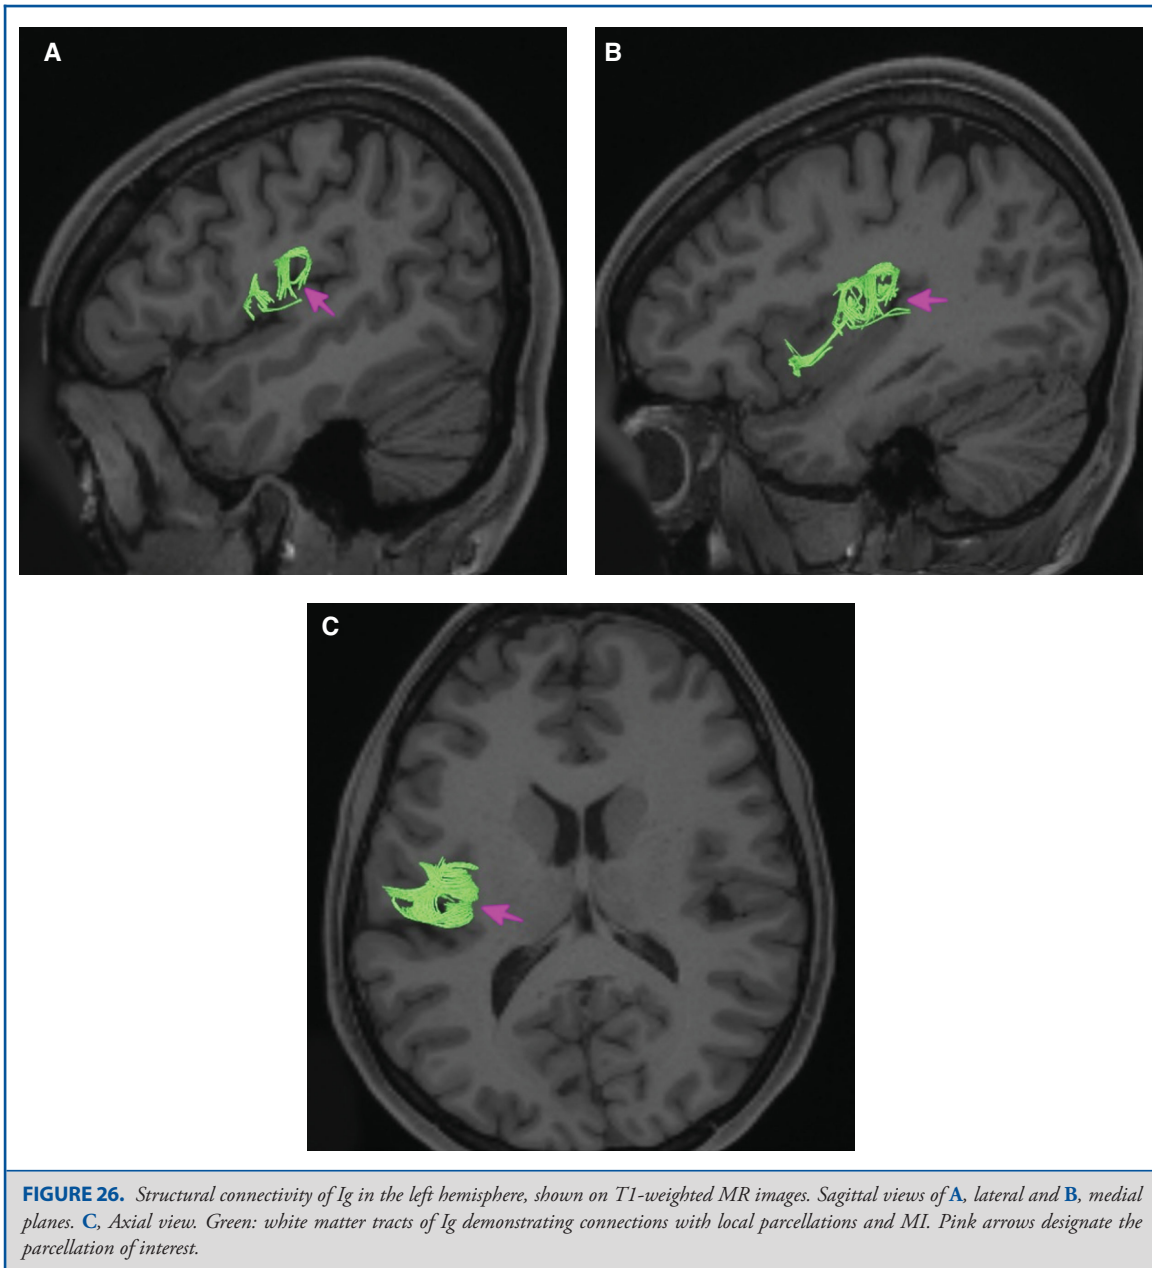 A
B
C
FIGURE 26. Structural connectivity of Ig in the left hemisphere, shown on T1-weighted MR images. Sagittal views of A, lateral and B, medial
planes. C, Axial view. Green: white matter tracts of Ig demonstrating connections with local parcellations and MI. Pink arrows designate the
parcellation of interest.